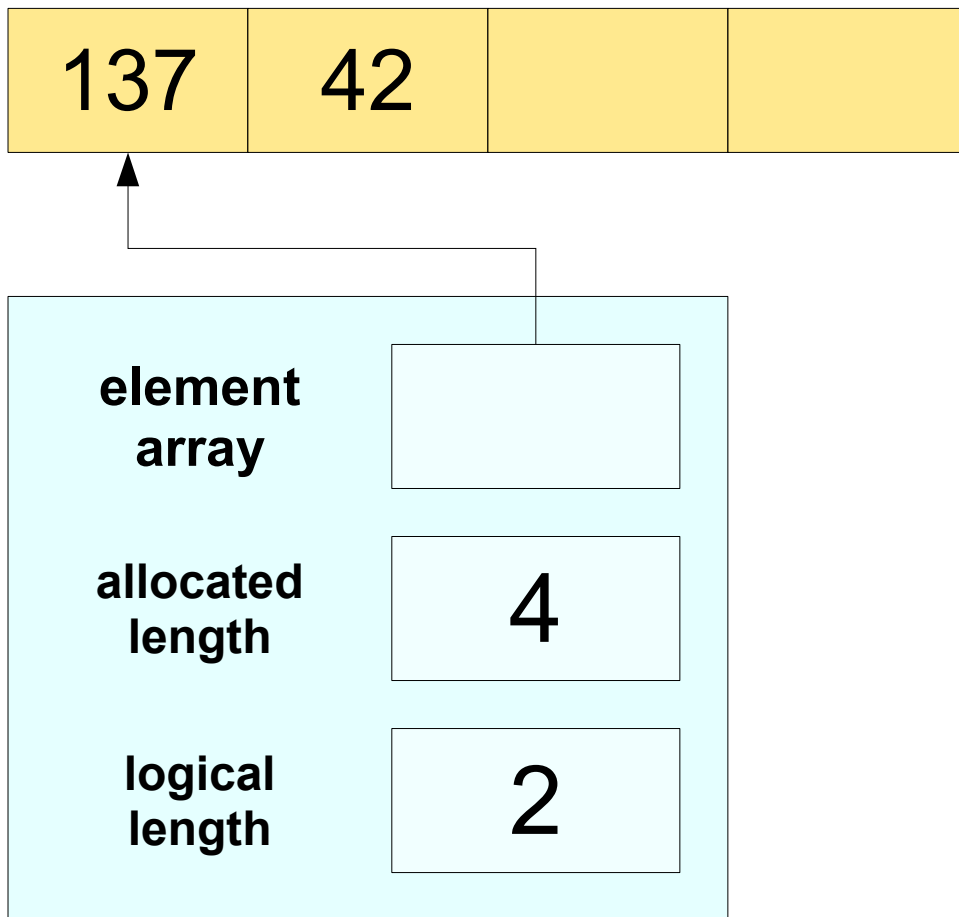 137 42
element
array
allocated
length
4
logical
length
2